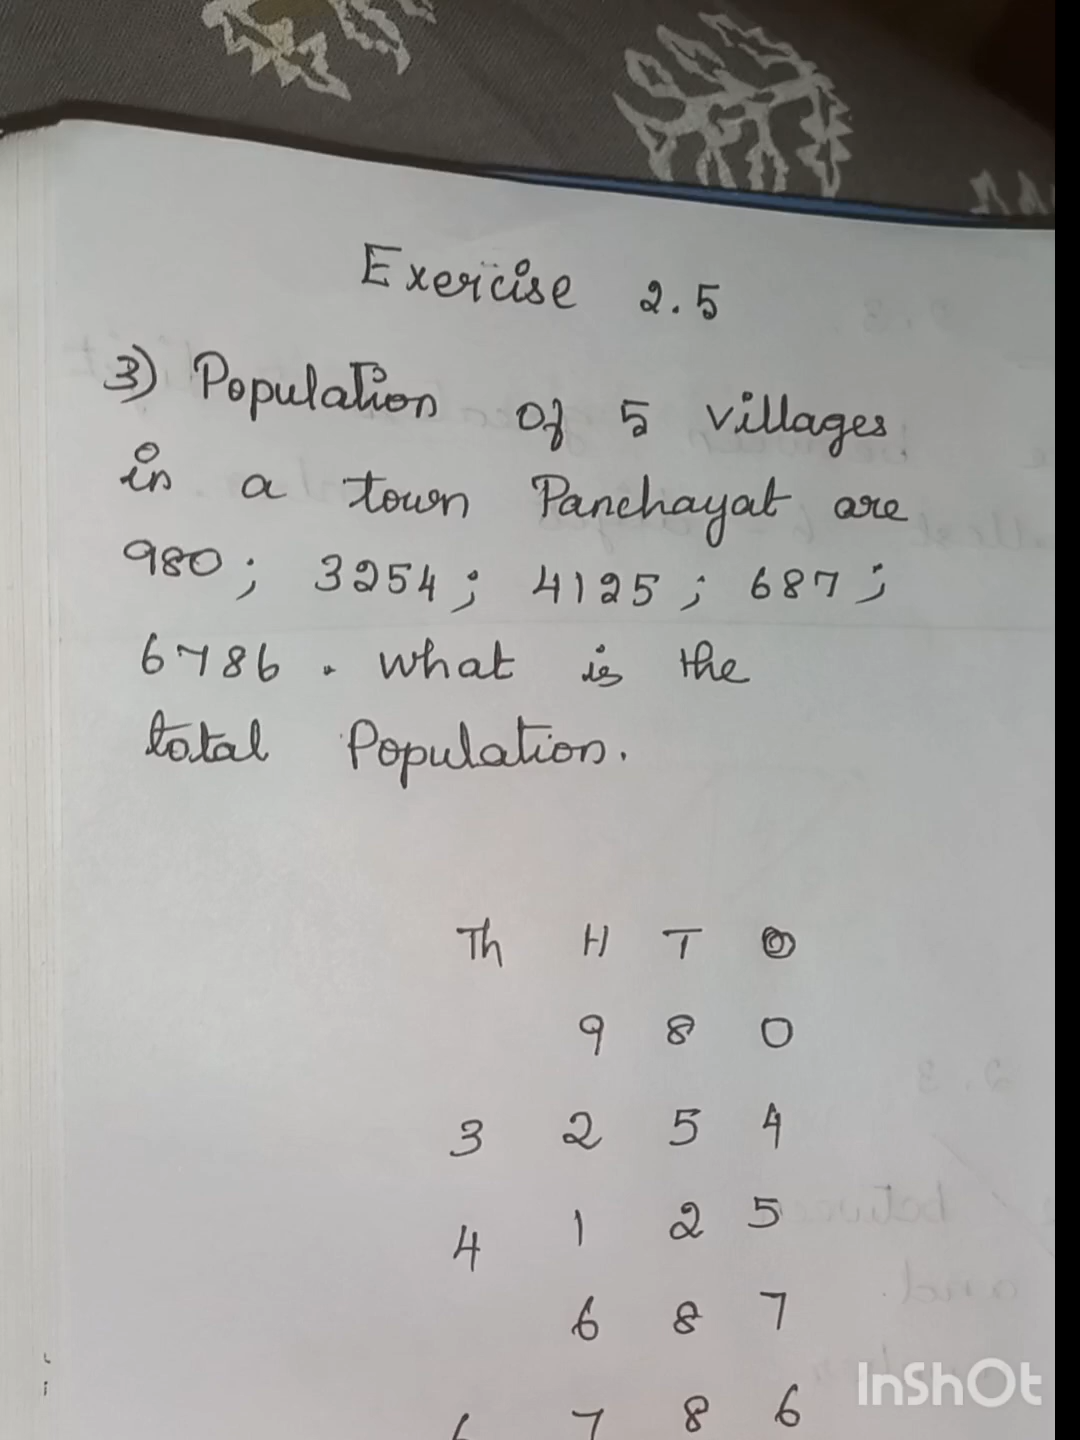 Exercise 2.5
3) Population of 5 villages
in a town Panchayat are
980; 3254; 4125; 687;
6786. What is the
total Population.
Th H T O
9 8 0
3 2 5 4
4 1 2 5
6 8 7
7 8 6
InShOt